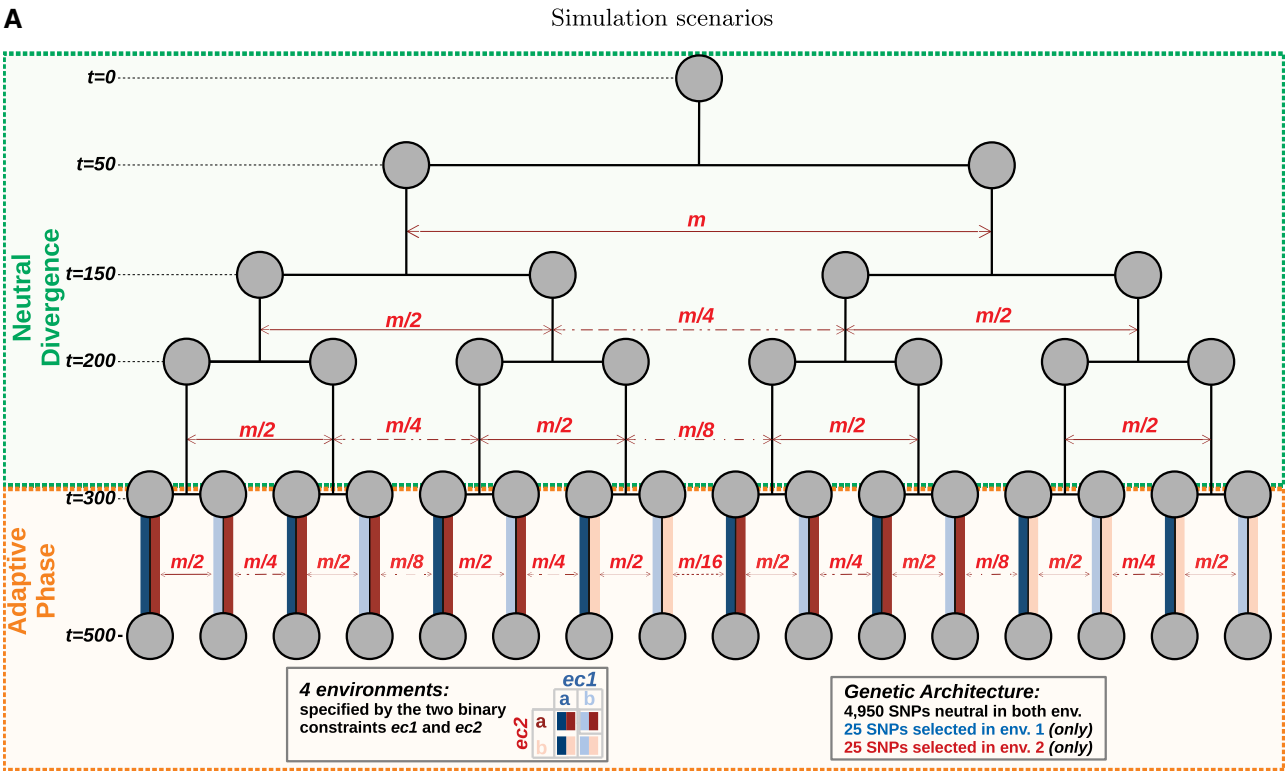 A
Simulation scenarios
t=0
t=50
m
Neutral
Divergence
t=150
m/2 m/4 m/2
t=200
m/2 m/4 m/2 m/8 m/2 m/2
t=300
Adaptive
Phase
m/2 m/4 m/2 m/8 m/2 m/4 m/2 m/16 m/2 m/4 m/2 m/8 m/2 m/4 m/2
t=500
4 environments:
specified by the two binary
constraints ec1 and ec2
ec1
a b
ec2
a
b
Genetic Architecture:
4,950 SNPs neutral in both env.
25 SNPs selected in env. 1 (only)
25 SNPs selected in env. 2 (only)